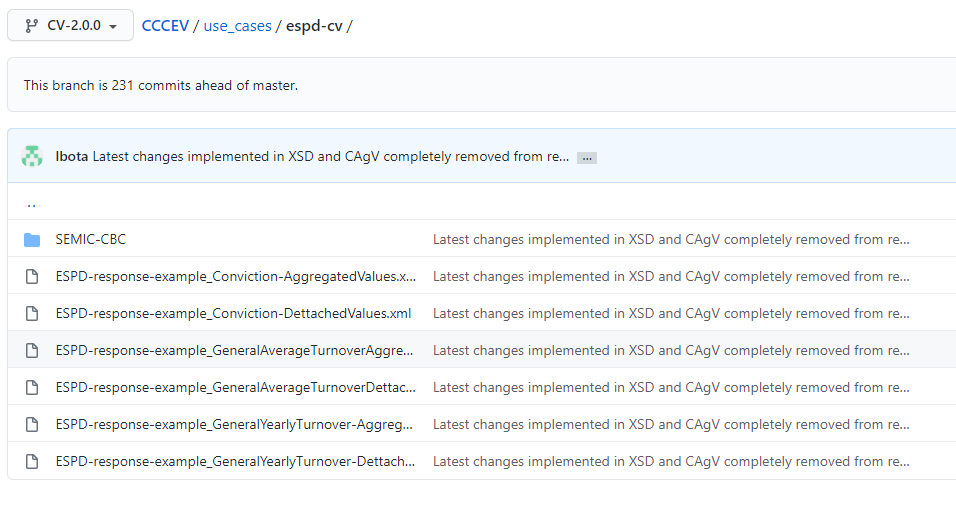 CV-2.0.0 CCCEV / use_cases / espd-cv /
This branch is 231 commits ahead of master.
lbota Latest changes implemented in XSD and CAgV completely removed from re... ...
..
SEMIC-CBC Latest changes implemented in XSD and CAgV completely removed from re...
ESPD-response-example_Conviction-AggregatedValues.x... Latest changes implemented in XSD and CAgV completely removed from re...
ESPD-response-example_Conviction-DettachedValues.xml Latest changes implemented in XSD and CAgV completely removed from re...
ESPD-response-example_GeneralAverageTurnoverAggre... Latest changes implemented in XSD and CAgV completely removed from re...
ESPD-response-example_GeneralAverageTurnoverDettac... Latest changes implemented in XSD and CAgV completely removed from re...
ESPD-response-example_GeneralYearlyTurnover-Aggreg... Latest changes implemented in XSD and CAgV completely removed from re...
ESPD-response-example_GeneralYearlyTurnover-Dettach... Latest changes implemented in XSD and CAgV completely removed from re...